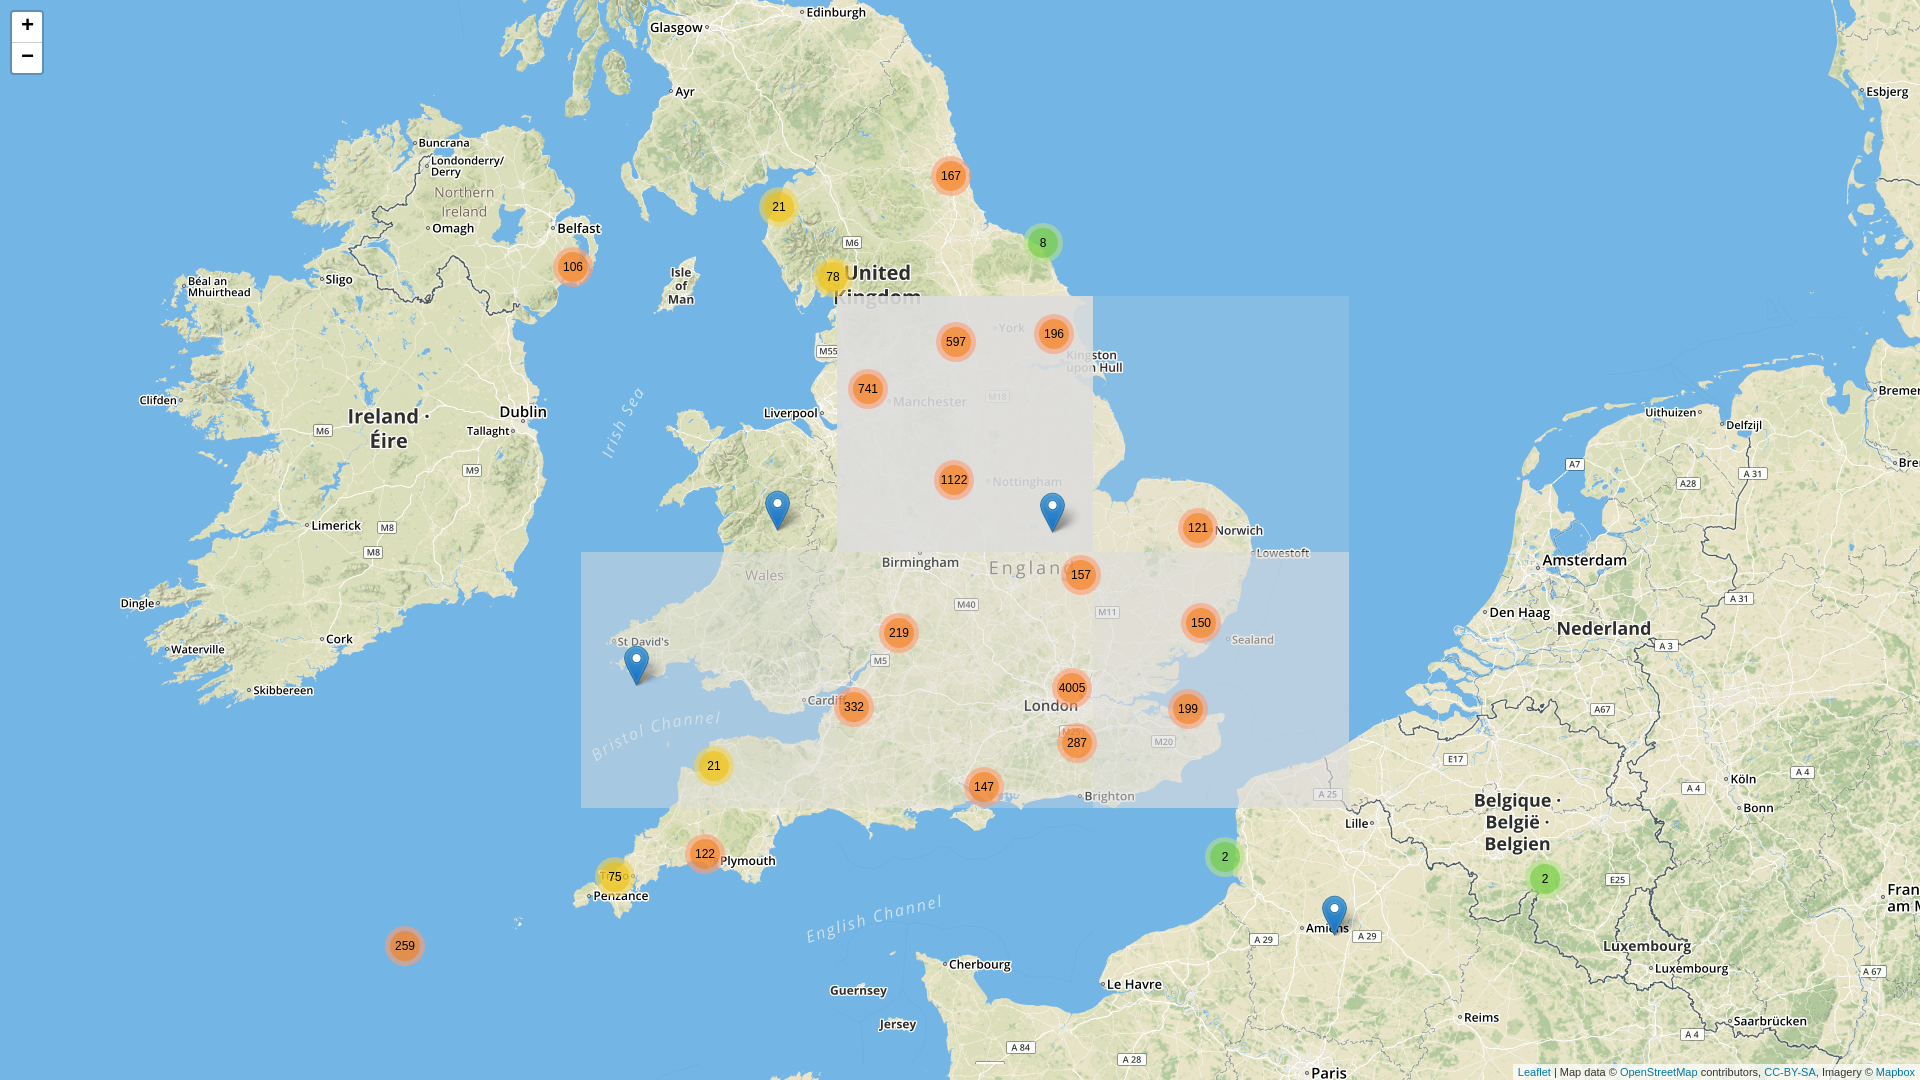 +
−
Edinburgh
Glasgow
Ayr
Esbjerg
Buncrana
Londonderry/
Derry
Northern
Ireland
Omagh
Belfast
167
21
8
M6
106
78
United
Kingdom
Isle
of
Man
Sligo
Béal an
Mhuirthead
York
196
597
M55
Kingston
upon Hull
741
Manchester
M18
Clifden
Ireland ·
Éire
Dublin
Tallaght
M6
M9
Irish Sea
Liverpool
Uithuizen
Delfzijl
Bremer
A7
A 31
A28
Bre
1122
Nottingham
Limerick
M8
M8
121
Norwich
Lowestoft
Amsterdam
Birmingham
England
157
Wales
M40
M11
A 31
Den Haag
Nederland
Dingle
Cork
Waterville
Skibbereen
St David's
219
150
Sealand
M5
A 3
4005
London
Cardiff
332
199
A67
Bristol Channel
287
M20
E17
21
147
Brighton
A 25
Köln
A 4
A 4
Bonn
Belgique ·
België ·
Belgien
Lille
122
Plymouth
2
75
Penzance
2
E25
Fran
am M
English Channel
Amiens
A 29
A 29
259
Luxembourg
Luxembourg
A 67
Cherbourg
Le Havre
Guernsey
Jersey
Reims
Saarbrücken
A 4
A 84
A 28
Paris
Leaflet | Map data © OpenStreetMap contributors, CC-BY-SA, Imagery © Mapbox